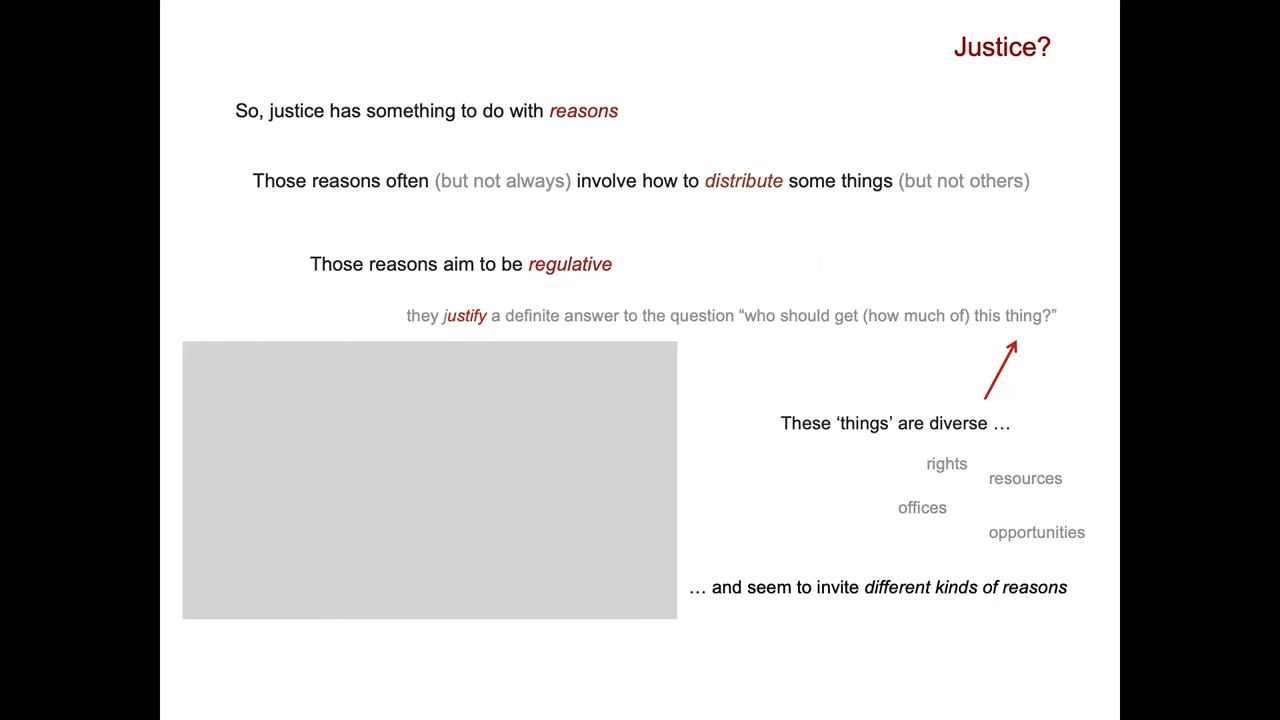 Justice?
So, justice has something to do with reasons
Those reasons often (but not always) involve how to distribute some things (but not others)
Those reasons aim to be regulative
they justify a definite answer to the question “who should get (how much of) this thing?”
These ‘things’ are diverse …
rights
resources
offices
opportunities
… and seem to invite different kinds of reasons